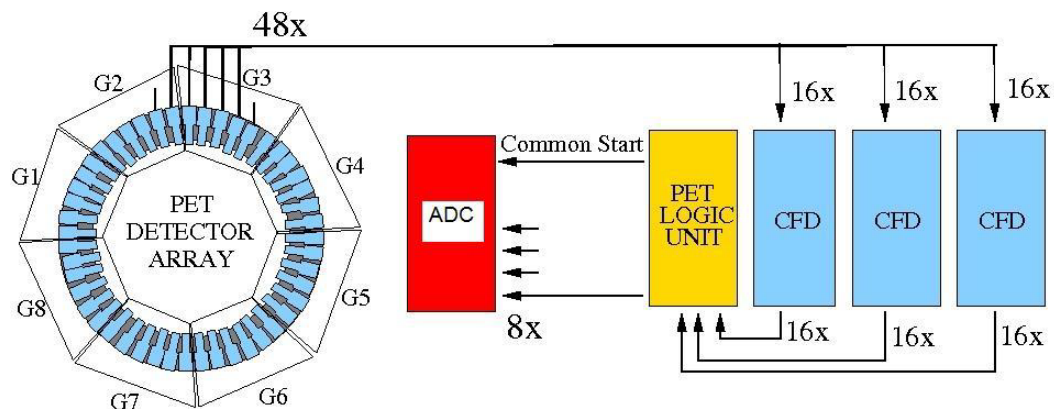 48x
G2
G3
G1
G4
PET
DETECTOR
ARRAY
G8
G5
G7
G6
16x
16x
16x
Common Start
ADC
8x
PET
LOGIC
UNIT
CFD
CFD
CFD
16x
16x
16x